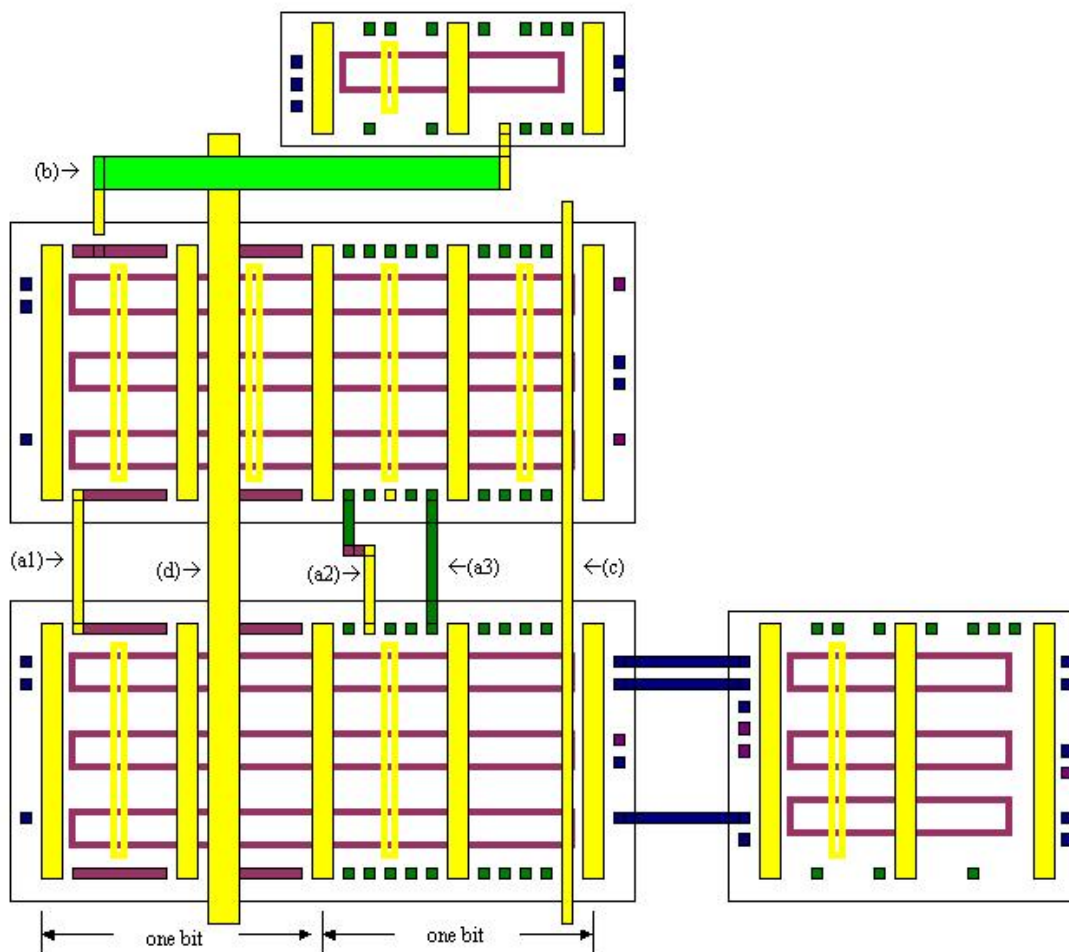 (b)→
(a1)→
(d)→
(a2)→
←(a3)
←(c)
one bit
one bit